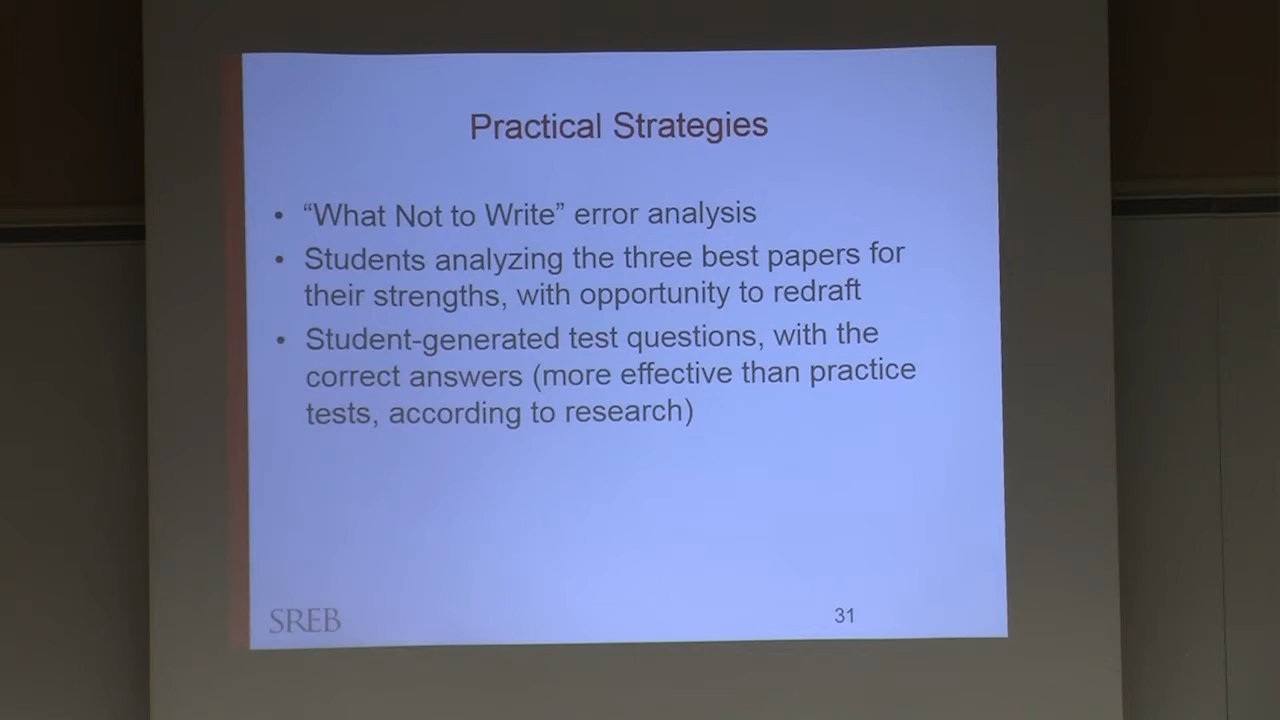 Practical Strategies
• “What Not to Write” error analysis
• Students analyzing the three best papers for
their strengths, with opportunity to redraft
• Student-generated test questions, with the
correct answers (more effective than practice
tests, according to research)
SREB
31